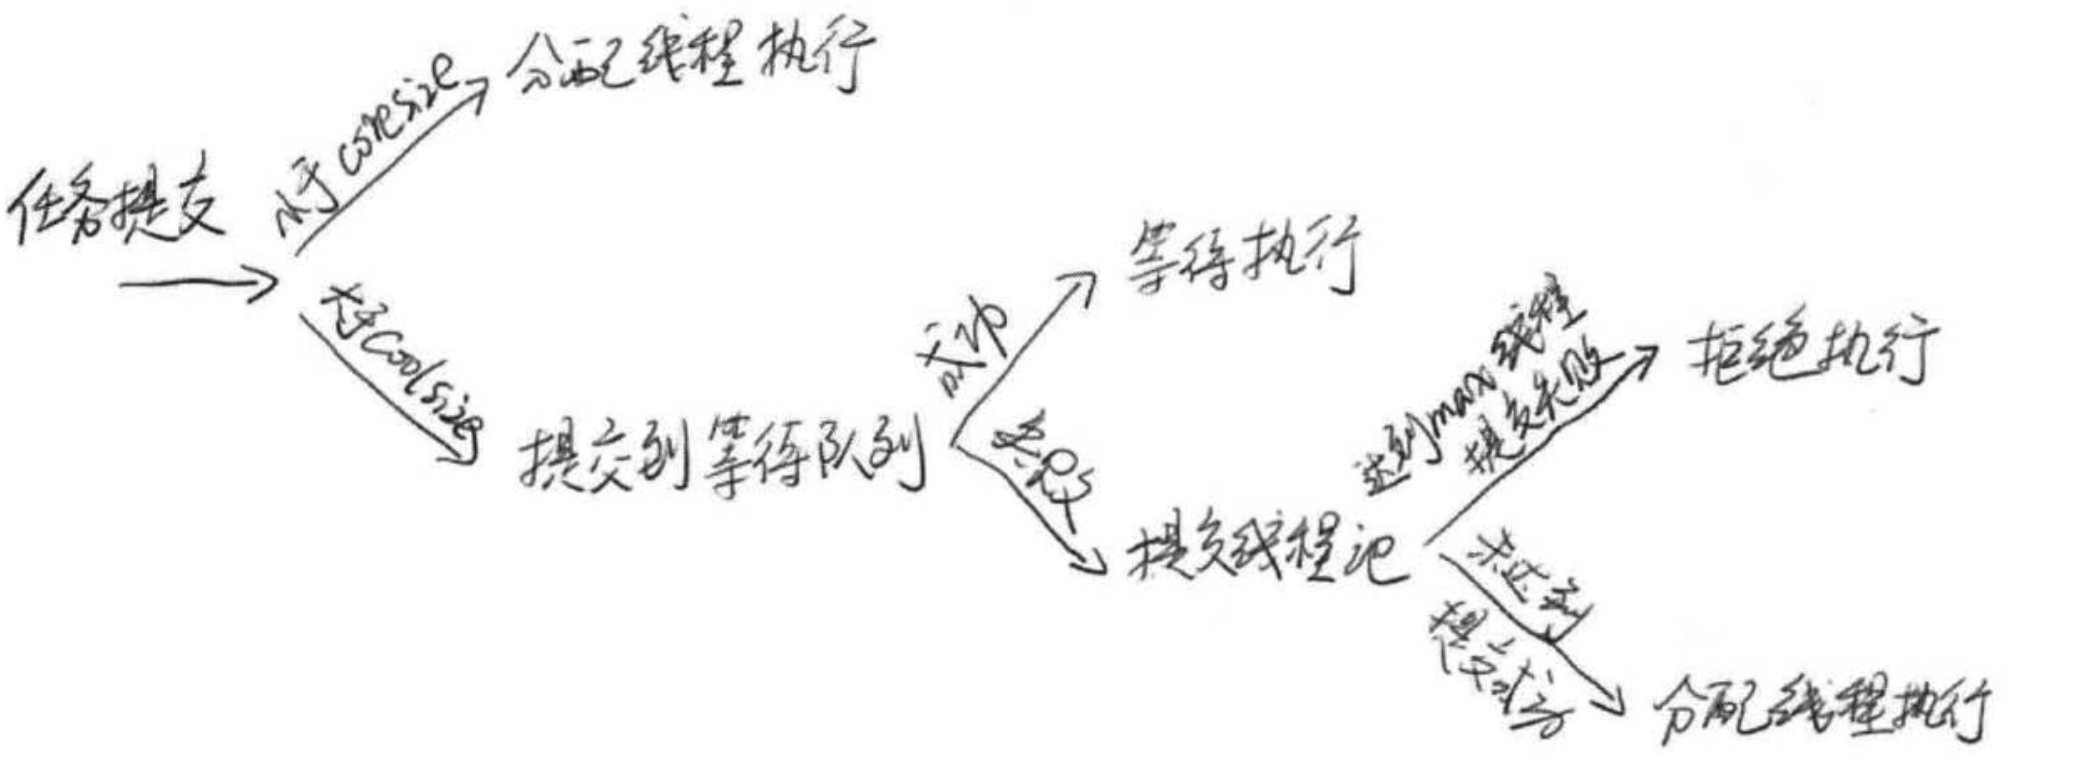 任务提交
小于coresize
分配线程执行
大于Coolsize
提交到等待队列
成功
等待执行
失败
提交线程池
达到max线程
提交失败
拒绝执行
未达到
提交成功
分配线程执行